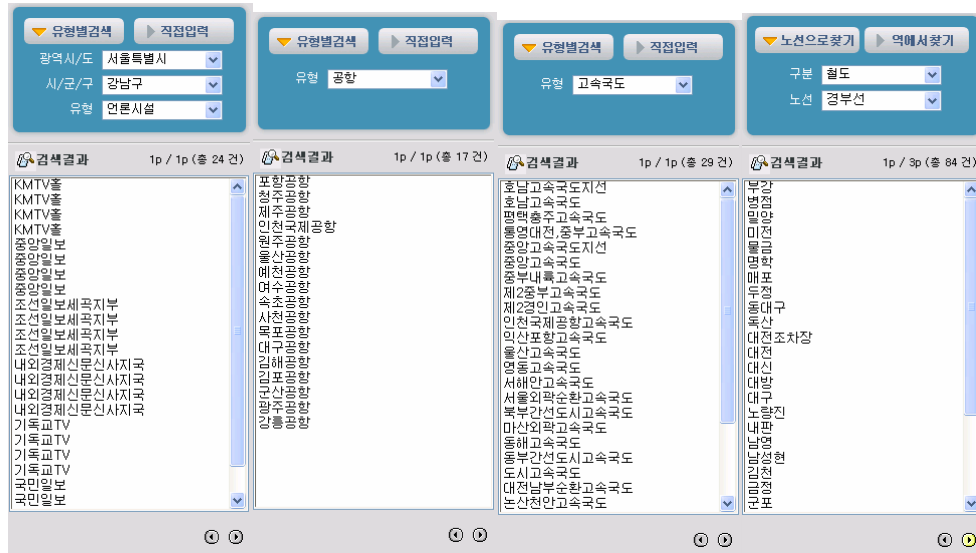 유형별검색 직접입력
광역시/도 서울특별시
시/군/구 강남구
유형 언론시설
검색결과 1p / 1p (총 24 건)
KMTV홀
KMTV홀
KMTV홀
KMTV홀
중앙일보
중앙일보
중앙일보
중앙일보
조선일보세곡지부
조선일보세곡지부
조선일보세곡지부
조선일보세곡지부
내외경제신문신사지국
내외경제신문신사지국
내외경제신문신사지국
내외경제신문신사지국
기독교TV
기독교TV
기독교TV
기독교TV
국민일보
국민일보
유형별검색 직접입력
유형 공항
검색결과 1p / 1p (총 17 건)
포항공항
청주공항
제주공항
인천국제공항
원주공항
울산공항
예천공항
여수공항
속초공항
사천공항
목포공항
대구공항
김해공항
김포공항
군산공항
광주공항
강릉공항
유형별검색 직접입력
유형 고속국도
검색결과 1p / 1p (총 29 건)
호남고속국도지선
호남고속국도
평택충주고속국도
통영대전,중부고속국도
중앙고속국도지선
중앙고속국도
중부내륙고속국도
제2중부고속국도
제2경인고속국도
인천국제공항고속국도
익산포항고속국도
울산고속국도
영동고속국도
서해안고속국도
서울외곽순환고속국도
북부간선도시고속국도
마산외곽고속국도
동해고속국도
동부간선도시고속국도
도시고속국도
대전남부순환고속국도
논산천안고속국도
노선으로찾기 역에서찾기
구분 철도
노선 경부선
검색결과 1p / 3p (총 84 건)
부강
병점
밀양
미전
물금
명학
매포
두정
동대구
독산
대전조차장
대전
대신
대방
대구
노량진
내판
남영
남성현
김천
금정
군포